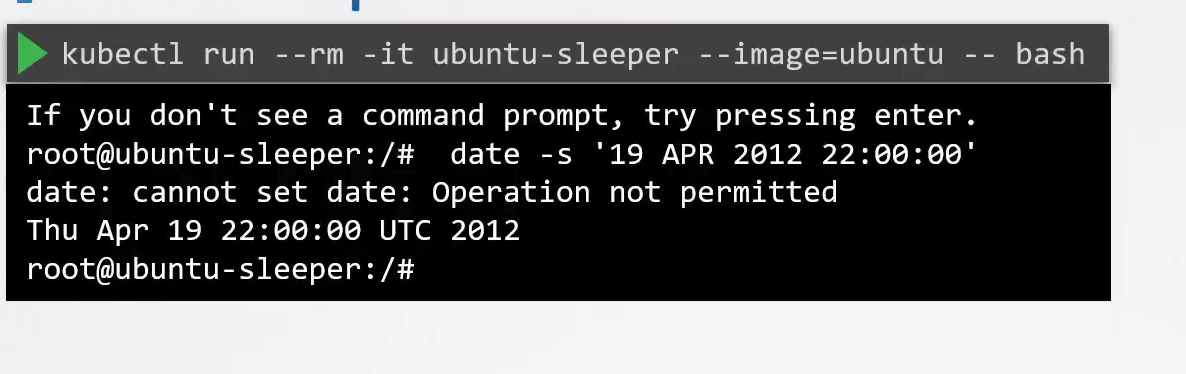 kubectl run --rm -it ubuntu-sleeper --image=ubuntu -- bash
If you don't see a command prompt, try pressing enter.
root@ubuntu-sleeper:/#  date -s '19 APR 2012 22:00:00'
date: cannot set date: Operation not permitted
Thu Apr 19 22:00:00 UTC 2012
root@ubuntu-sleeper:/#